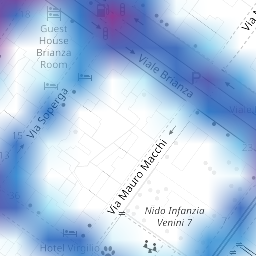 Guest
House
Brianza
Room
Viale Brianza
P
Via Soperga
Via Mauro Macchi
Nido Infanzia
Venini 7
Hotel Virgilio